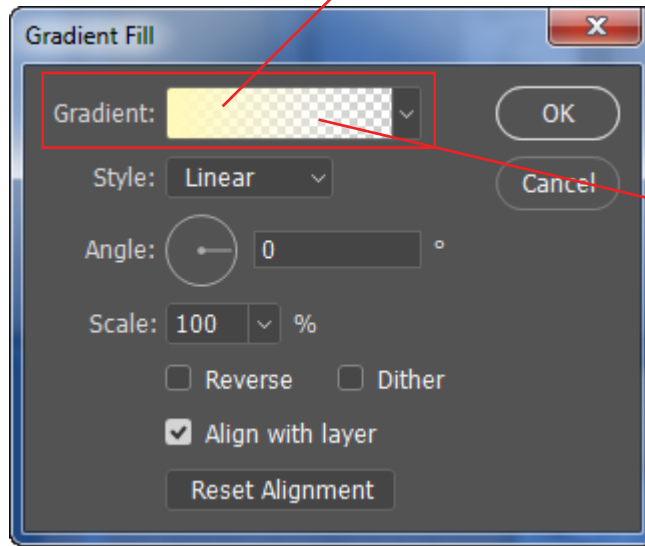 Gradient Fill
Gradient:
OK
Style: Linear
Cancel
Angle: 0 °
Scale: 100 %
Reverse Dither
Align with layer
Reset Alignment